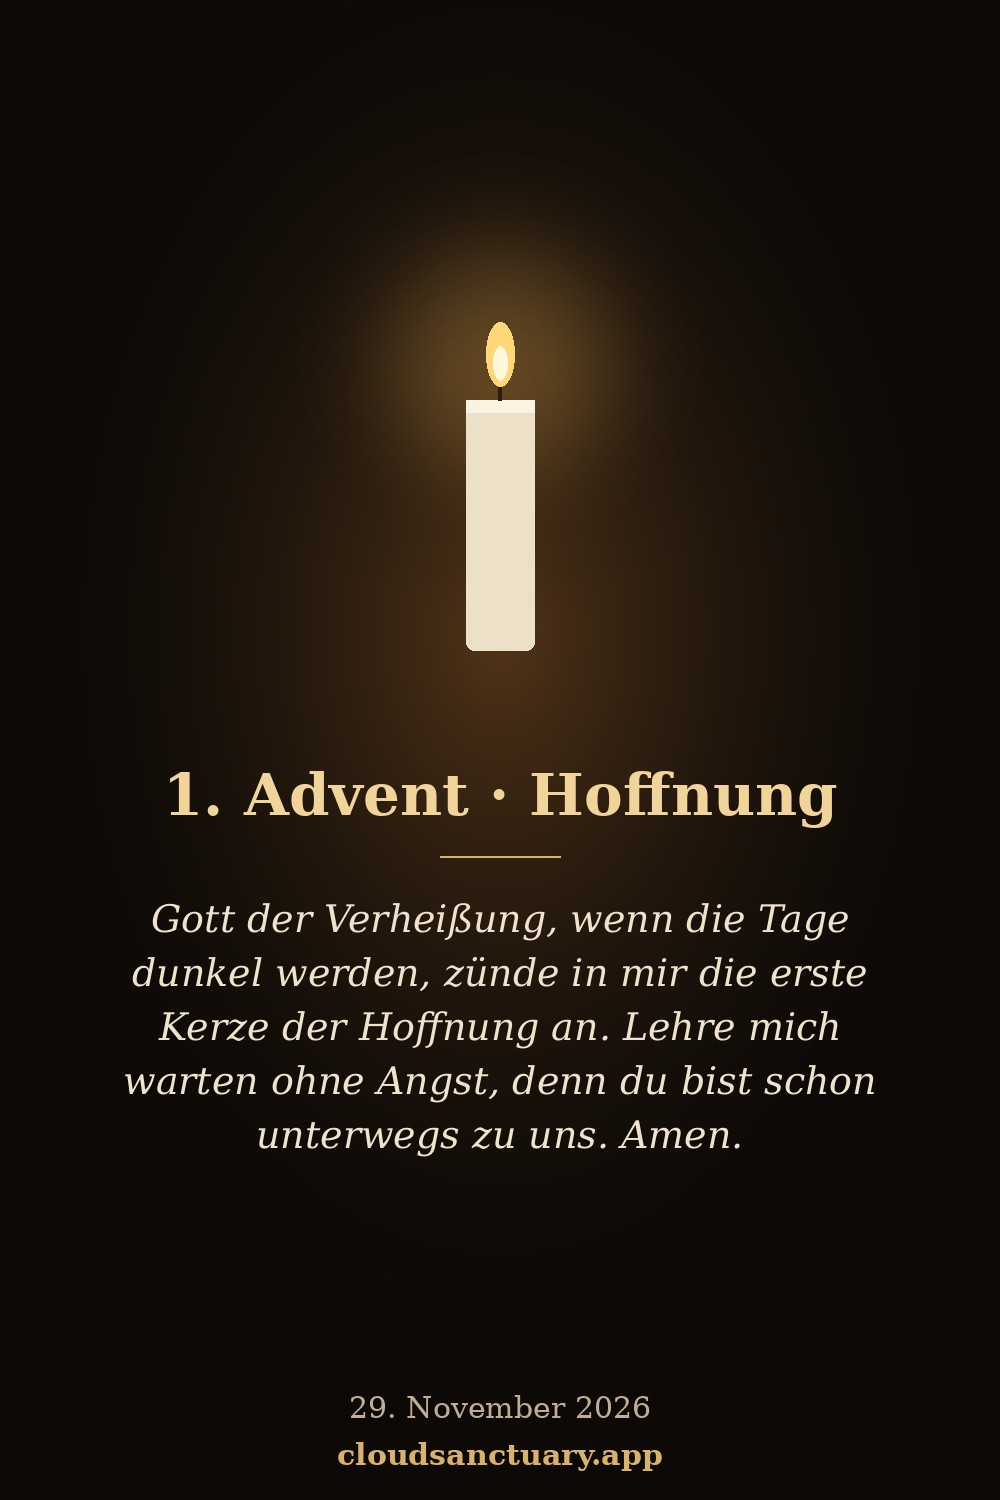 1. Advent · Hoffnung
Gott der Verheißung, wenn die Tage
dunkel werden, zünde in mir die erste
Kerze der Hoffnung an. Lehre mich
warten ohne Angst, denn du bist schon
unterwegs zu uns. Amen.
29. November 2026
cloudsanctuary.app